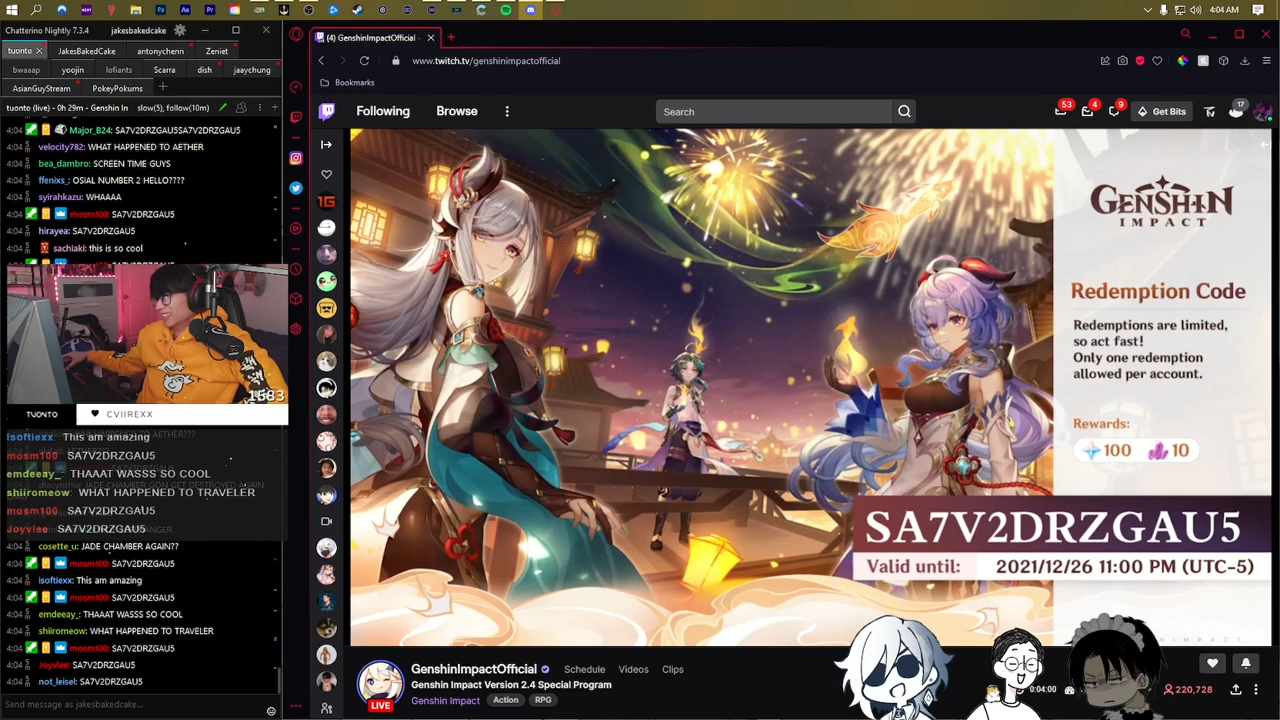 4:04 AM
Chatterino Nightly 7.3.4
jakesbakedcake
tuonto
JakesBakedCake
antonychenn
Zeniet
bwaaap
yoojin
lofiants
Scarra
dish
jaaychung
AsianGuyStream
PokeyPokums
tuonto (live) - 0h 29m - Genshin In
slow(5), follow(10m)
4:04 Major_B24: SA7V2DRZGAU5SA7V2DRZGAU5
4:04 velocity782: WHAT HAPPENED TO AETHER
4:04 bea_dambro: SCREEN TIME GUYS
4:04 ffenixs_: OSIAL NUMBER 2 HELLO????
4:04 syirahkazu: WHAAAA
4:04 mosm100: SA7V2DRZGAU5
4:04 hirayea: SA7V2DRZGAU5
4:04 sachiaki: this is so cool
1583
TUONTO
CVIIREXX
isoftiexx This am amazing
mosm100 SA7V2DRZGAU5
emdeeay_: THAAAT WASSS SO COOL
shiiromeow: WHAT HAPPENED TO TRAVELER
mosm100 SA7V2DRZGAU5
Joyvlee: SA7V2DRZGAU5
cosette_u: JADE CHAMBER AGAIN??
4:04 mosm100: SA7V2DRZGAU5
4:04 isoftiexx: This am amazing
4:04 mosm100: SA7V2DRZGAU5
4:04 emdeeay_: THAAAT WASSS SO COOL
4:04 shiiromeow: WHAT HAPPENED TO TRAVELER
4:04 mosm100: SA7V2DRZGAU5
4:04 Joyvlee: SA7V2DRZGAU5
4:04 not_leisel: SA7V2DRZGAU5
Send message as jakesbakedcake...
(4) GenshinImpactOfficial -
www.twitch.tv/genshinimpactofficial
Bookmarks
Following
Browse
Search
53
4
9
Get Bits
17
GENSHIN
IMPACT
Redemption Code
Redemptions are limited,
so act fast!
Only one redemption
allowed per account.
Rewards:
100 10
SA7V2DRZGAU5
Valid until: 2021/12/26 11:00 PM (UTC-5)
GenshinImpactOfficial
Schedule
Videos
Clips
Genshin Impact Version 2.4 Special Program
Genshin Impact
Action
RPG
LIVE
0:04:00
220,728